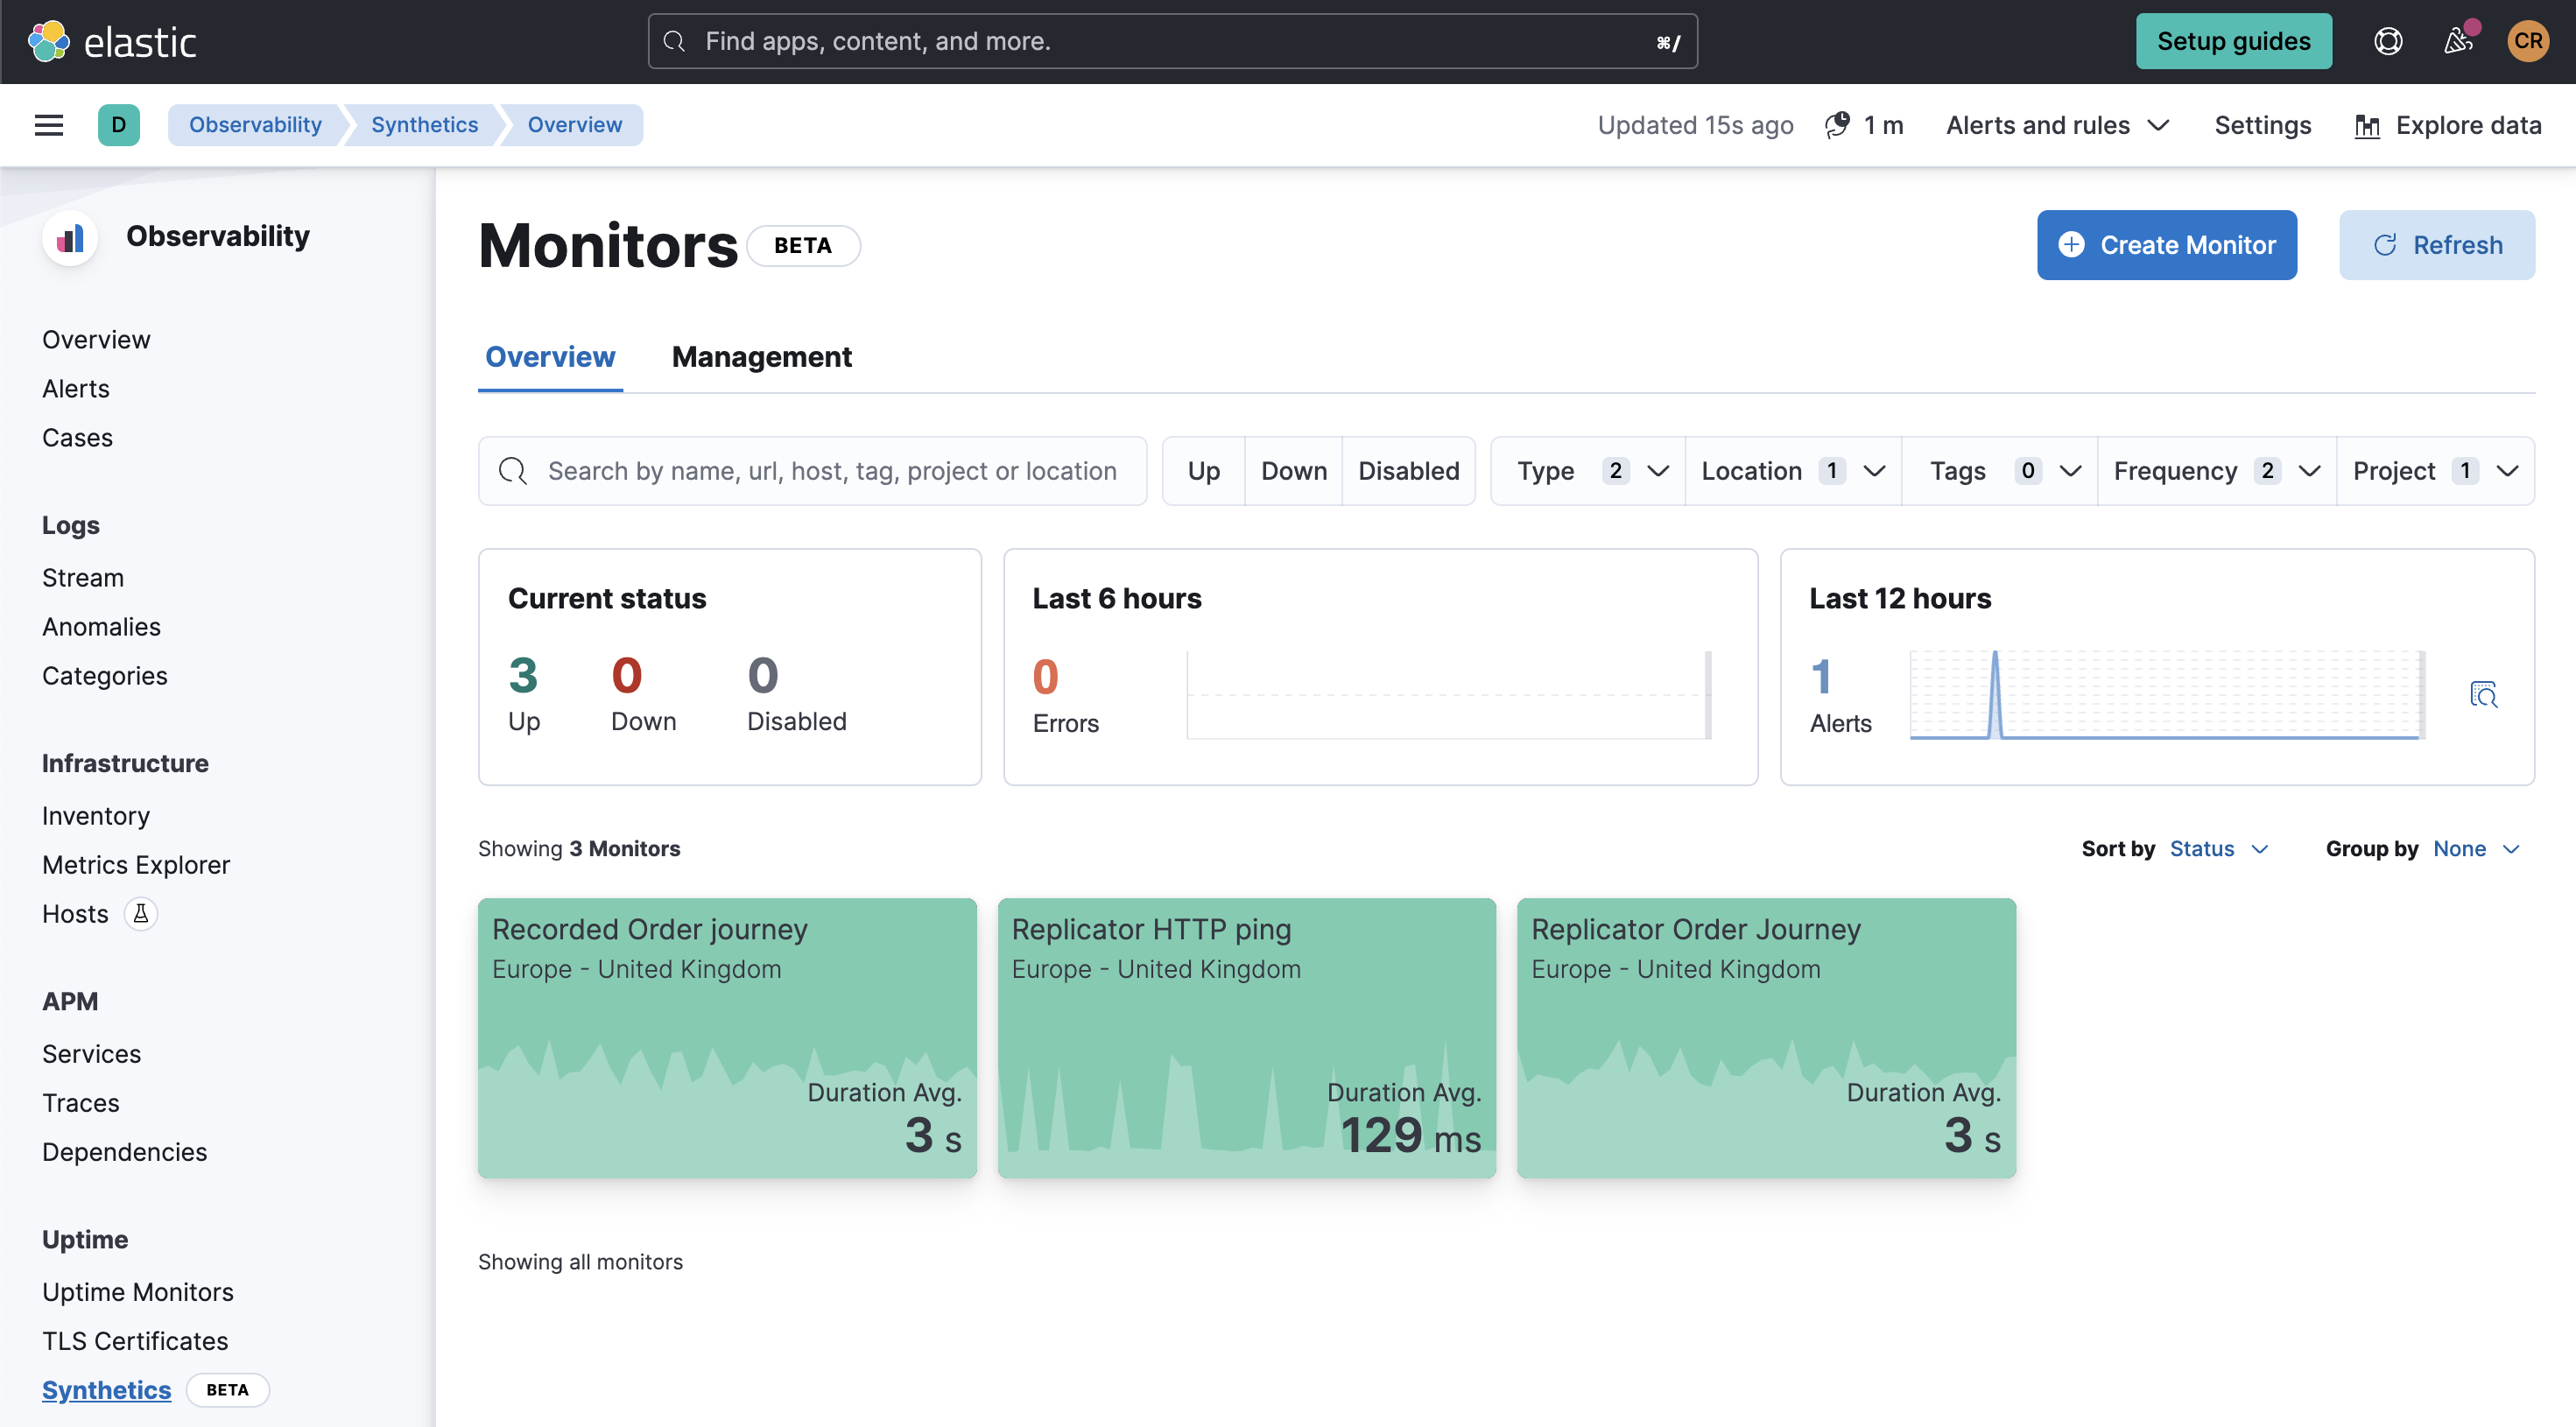 elastic
Find apps, content, and more.
⌘/
Setup guides
CR
D
Observability
Synthetics
Overview
Updated 15s ago
1 m
Alerts and rules
Settings
Explore data
Observability
Overview
Alerts
Cases
Logs
Stream
Anomalies
Categories
Infrastructure
Inventory
Metrics Explorer
Hosts
APM
Services
Traces
Dependencies
Uptime
Uptime Monitors
TLS Certificates
Synthetics BETA
Monitors BETA
Create Monitor
Refresh
Overview
Management
Search by name, url, host, tag, project or location
Up
Down
Disabled
Type 2
Location 1
Tags 0
Frequency 2
Project 1
Current status
3
Up
0
Down
0
Disabled
Last 6 hours
0
Errors
Last 12 hours
1
Alerts
Showing 3 Monitors
Sort by Status
Group by None
Recorded Order journey
Europe - United Kingdom
Duration Avg.
3 s
Replicator HTTP ping
Europe - United Kingdom
Duration Avg.
129 ms
Replicator Order Journey
Europe - United Kingdom
Duration Avg.
3 s
Showing all monitors